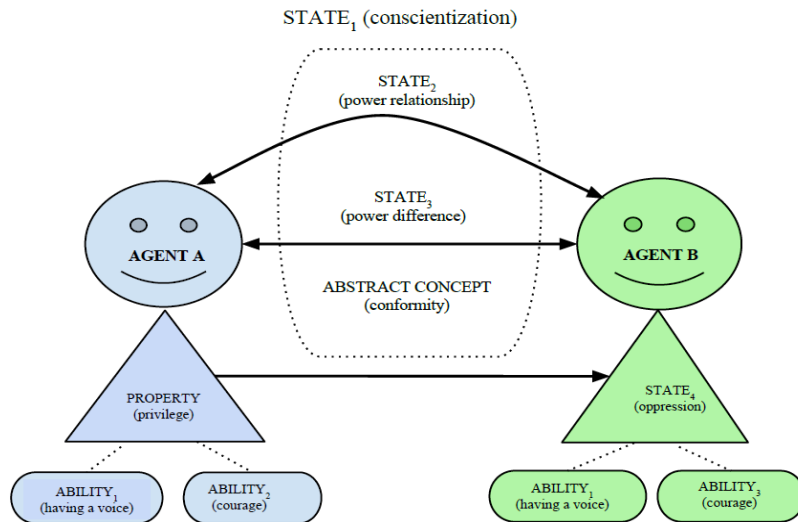 STATE₁ (conscientization)
STATE₂
(power relationship)
STATE₃
(power difference)
AGENT A
AGENT B
ABSTRACT CONCEPT
(conformity)
PROPERTY
(privilege)
STATE₄
(oppression)
ABILITY₁
(having a voice)
ABILITY₂
(courage)
ABILITY₁
(having a voice)
ABILITY₃
(courage)